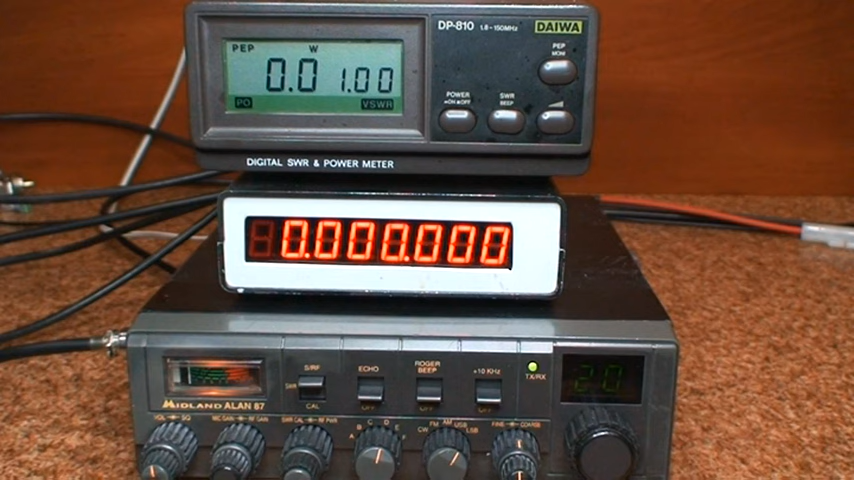 DP-810 1.8~150MHz DAIWA
PEP W
0.0 1.00
PO VSWR
PEP
MONI
POWER
ON OFF
SWR
BEEP
DIGITAL SWR & POWER METER
0.000.000
S/RF
SWR
CAL
ECHO
OFF
ROGER
BEEP
OFF
+10 KHz
OFF
TX/RX
20
MIDLAND ALAN 87
VOL SQ
MIC GAIN RF GAIN
SWR CAL RF PWR
A B C D E F
CW FM AM USB LSB
FINE COARSE